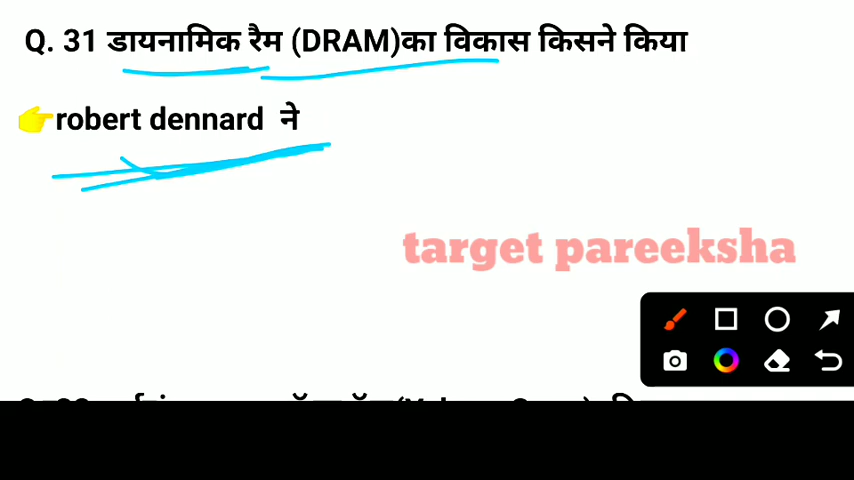 Q. 31 डायनामिक रैम (DRAM)का विकास किसने किया
robert dennard ने
target pareeksha